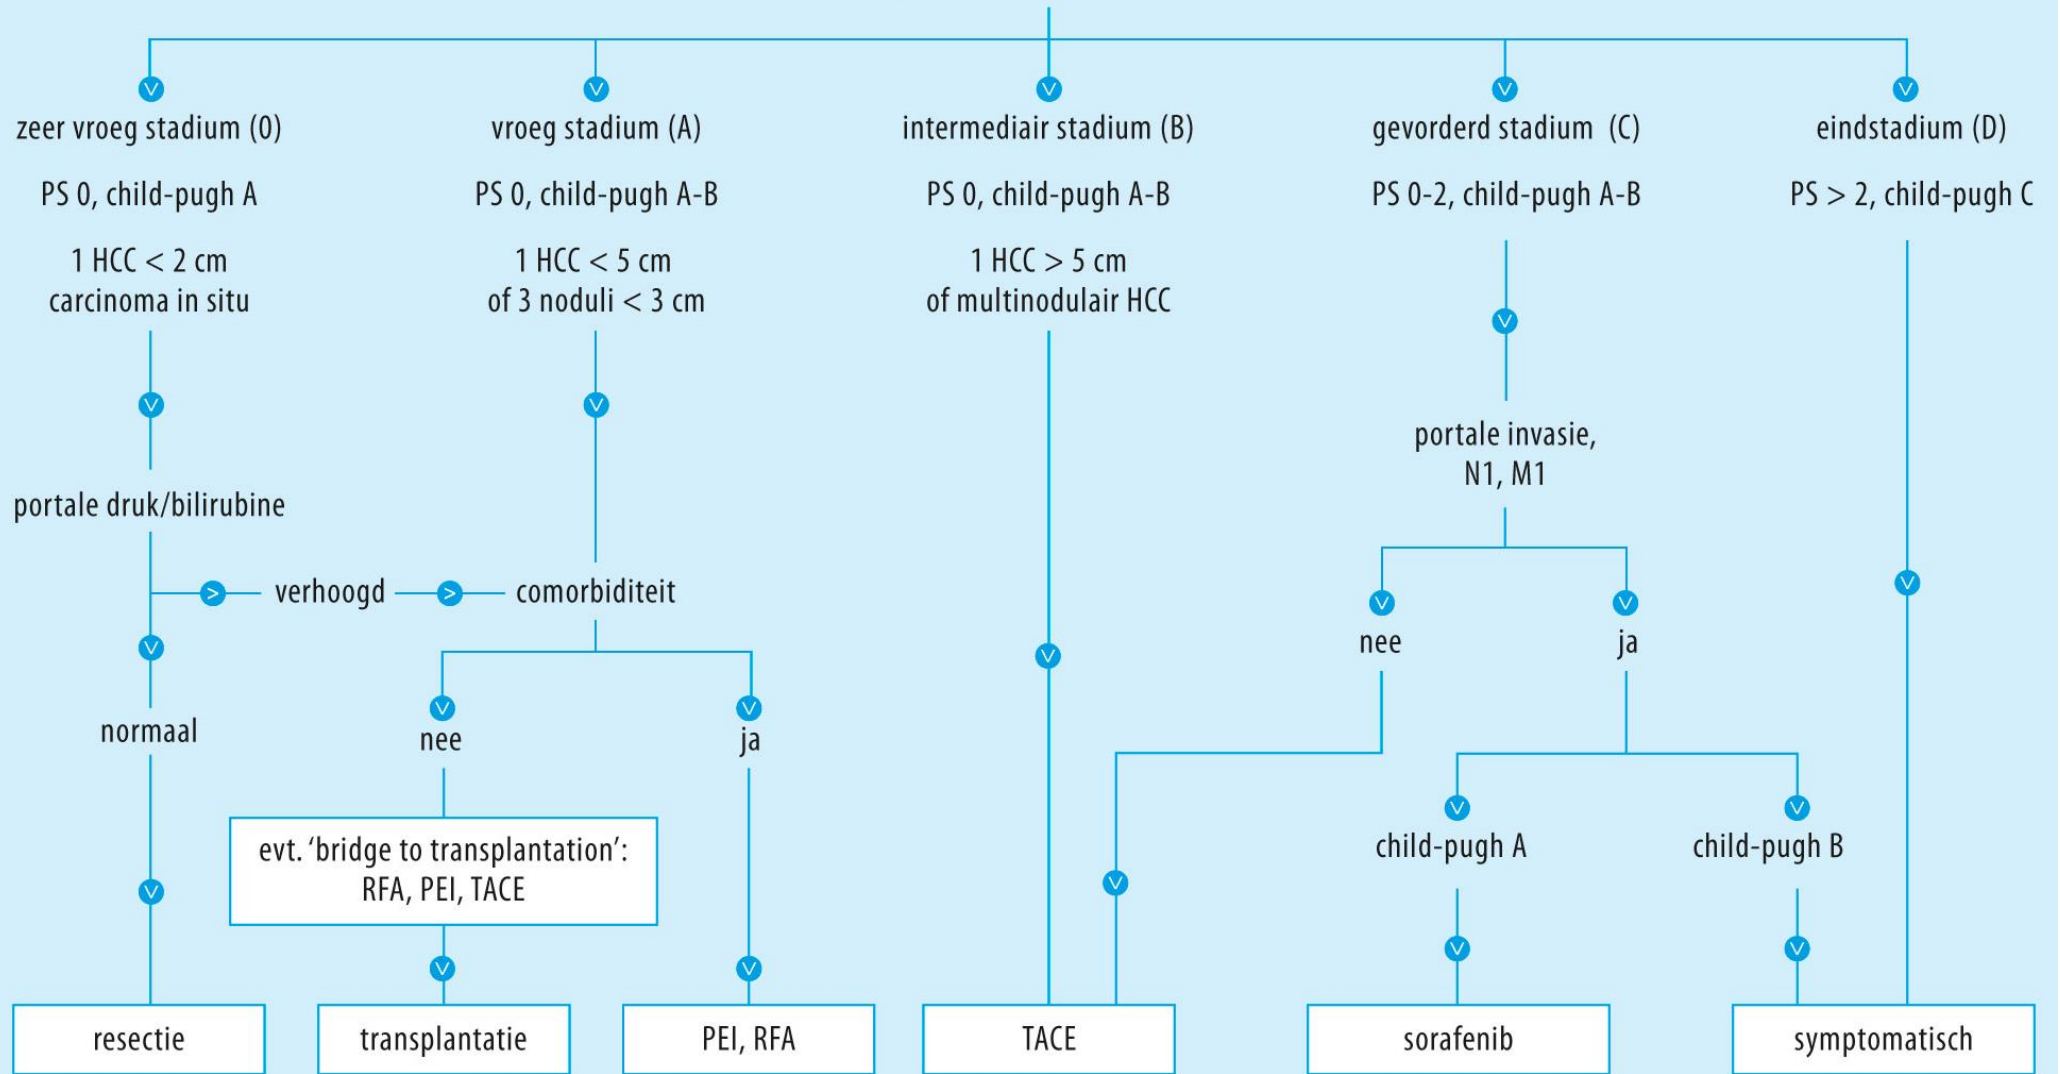 zeer vroeg stadium (0)
PS 0, child-pugh A
1 HCC < 2 cm
carcinoma in situ
portale druk/bilirubine
verhoogd
normaal
resectie
vroeg stadium (A)
PS 0, child-pugh A-B
1 HCC < 5 cm
of 3 noduli < 3 cm
comorbiditeit
nee
ja
evt. ‘bridge to transplantation’:
RFA, PEI, TACE
transplantatie
PEI, RFA
intermediair stadium (B)
PS 0, child-pugh A-B
1 HCC > 5 cm
of multinodulair HCC
TACE
gevorderd stadium (C)
PS 0-2, child-pugh A-B
portale invasie,
N1, M1
nee
ja
child-pugh A
child-pugh B
sorafenib
eindstadium (D)
PS > 2, child-pugh C
symptomatisch